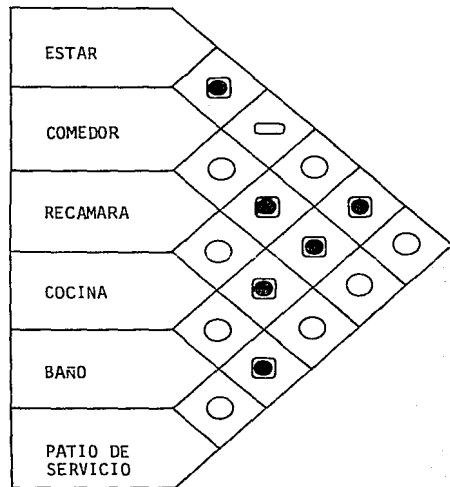 ESTAR
COMEDOR
RECAMARA
COCINA
BAÑO
PATIO DE
SERVICIO